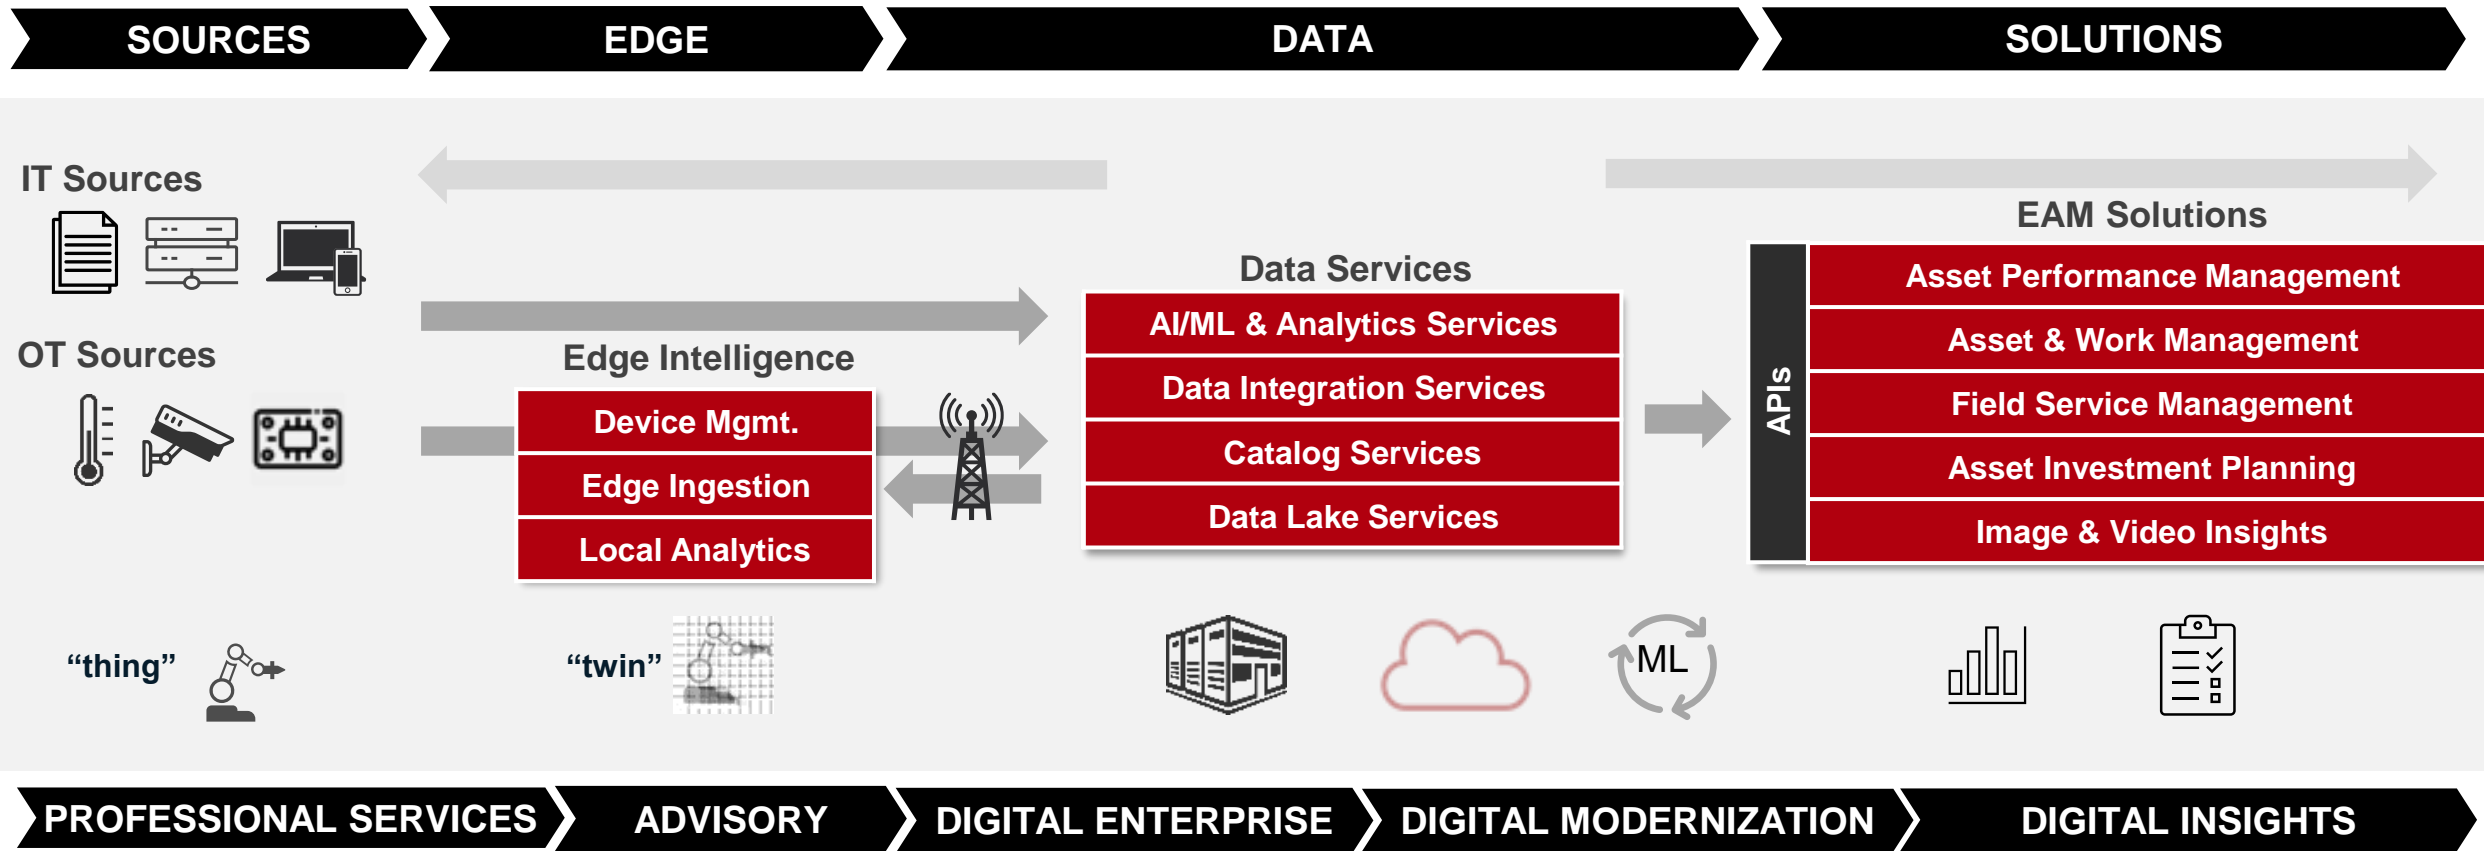 SOURCES
EDGE
DATA
SOLUTIONS
IT Sources
OT Sources
Edge Intelligence
Device Mgmt.
Edge Ingestion
Local Analytics
Data Services
AI/ML & Analytics Services
Data Integration Services
Catalog Services
Data Lake Services
EAM Solutions
APIs
Asset Performance Management
Asset & Work Management
Field Service Management
Asset Investment Planning
Image & Video Insights
“thing”
“twin”
ML
PROFESSIONAL SERVICES
ADVISORY
DIGITAL ENTERPRISE
DIGITAL MODERNIZATION
DIGITAL INSIGHTS